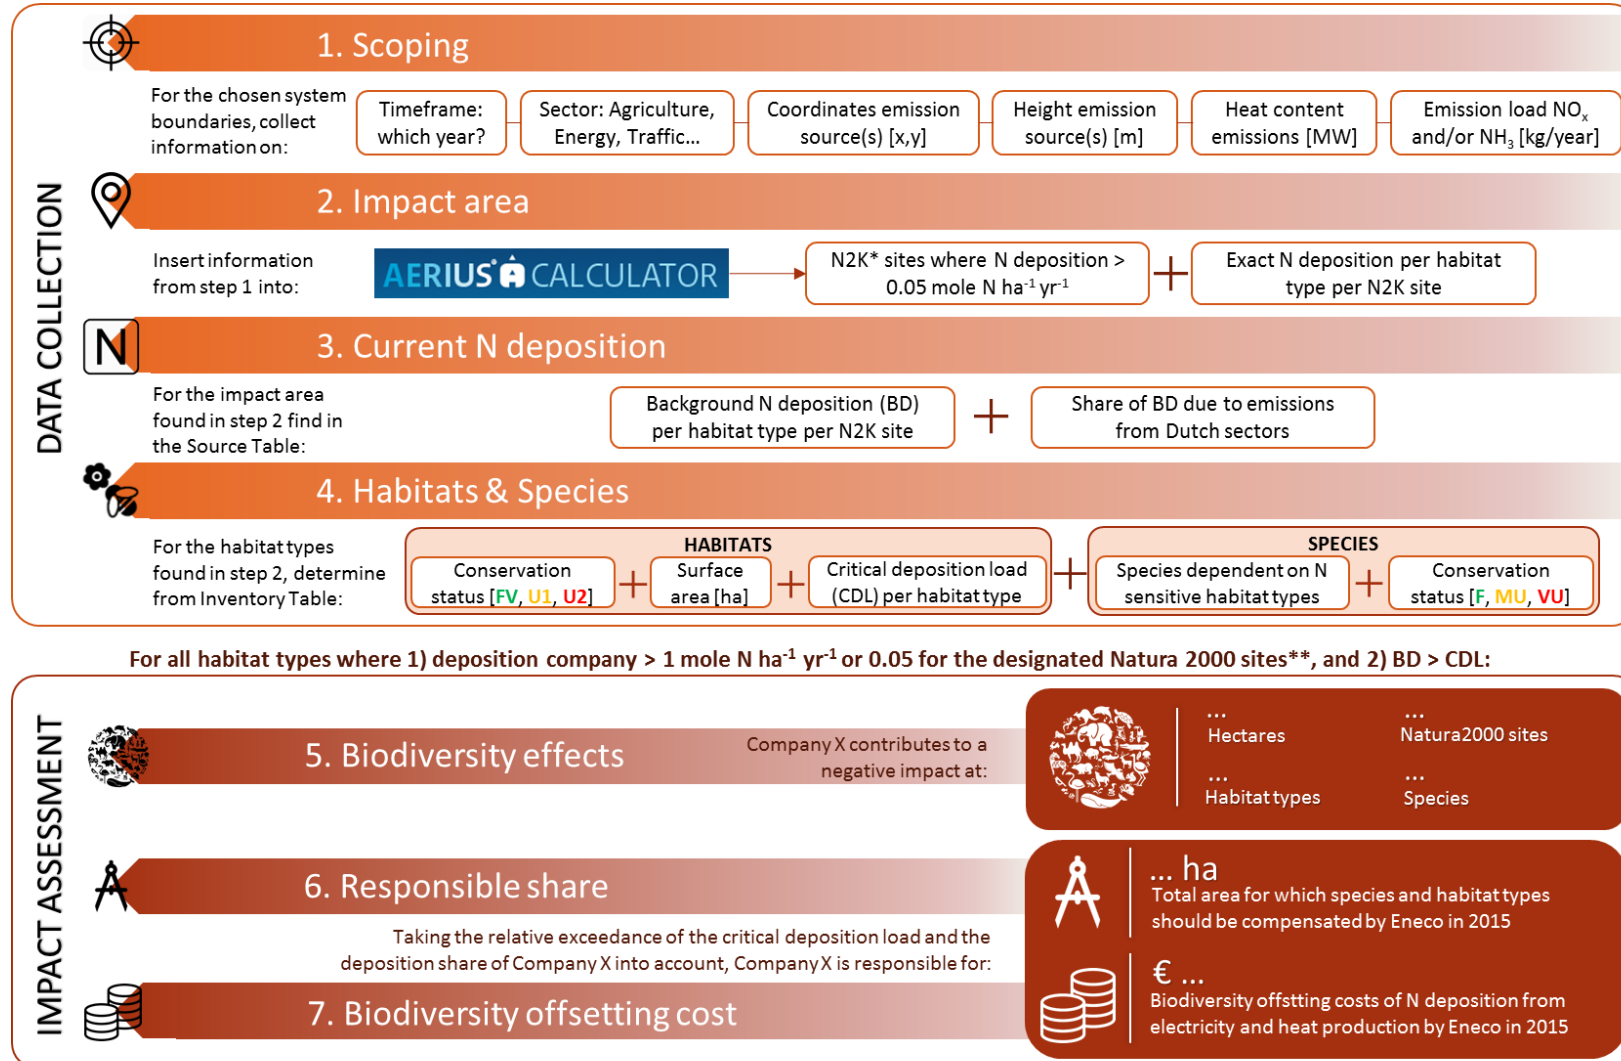 DATA COLLECTION
1. Scoping
For the chosen system
boundaries, collect
information on:
Timeframe:
which year?
Sector: Agriculture,
Energy, Traffic...
Coordinates emission
source(s) [x,y]
Height emission
source(s) [m]
Heat content
emissions [MW]
Emission load NOₓ
and/or NH₃ [kg/year]
2. Impact area
Insert information
from step 1 into:
AERIUS® CALCULATOR
N2K* sites where N deposition >
0.05 mole N ha⁻¹ yr⁻¹
Exact N deposition per habitat
type per N2K site
N
3. Current N deposition
For the impact area
found in step 2 find in
the Source Table:
Background N deposition (BD)
per habitat type per N2K site
Share of BD due to emissions
from Dutch sectors
4. Habitats & Species
For the habitat types
found in step 2, determine
from Inventory Table:
HABITATS
Conservation
status [FV, U1, U2]
Surface
area [ha]
Critical deposition load
(CDL) per habitat type
SPECIES
Species dependent on N
sensitive habitat types
Conservation
status [F, MU, VU]
For all habitat types where 1) deposition company > 1 mole N ha⁻¹ yr⁻¹ or 0.05 for the designated Natura 2000 sites**, and 2) BD > CDL:
IMPACT ASSESSMENT
5. Biodiversity effects
Company X contributes to a
negative impact at:
...
Hectares
...
Natura2000 sites
...
Habitat types
...
Species
6. Responsible share
Taking the relative exceedance of the critical deposition load and the
deposition share of Company X into account, Company X is responsible for:
... ha
Total area for which species and habitat types
should be compensated by Eneco in 2015
7. Biodiversity offsetting cost
€ ...
Biodiversity offstting costs of N deposition from
electricity and heat production by Eneco in 2015